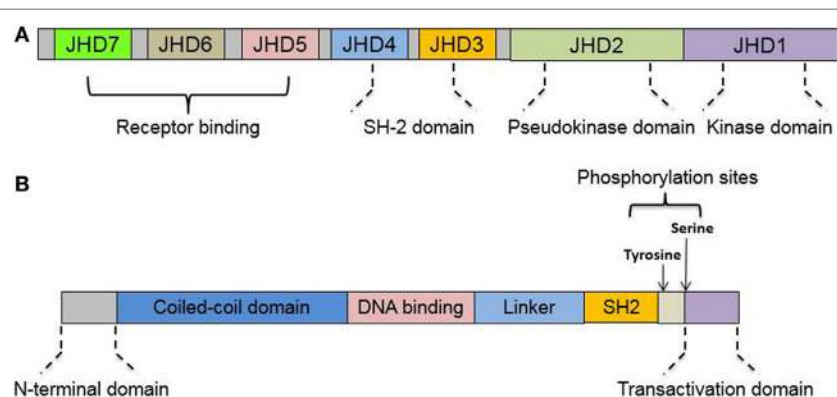 A
JHD7 JHD6 JHD5 JHD4 JHD3 JHD2 JHD1
Receptor binding SH-2 domain Pseudokinase domain Kinase domain
B
Phosphorylation sites
Serine
Tyrosine
Coiled-coil domain DNA binding Linker SH2
N-terminal domain Transactivation domain